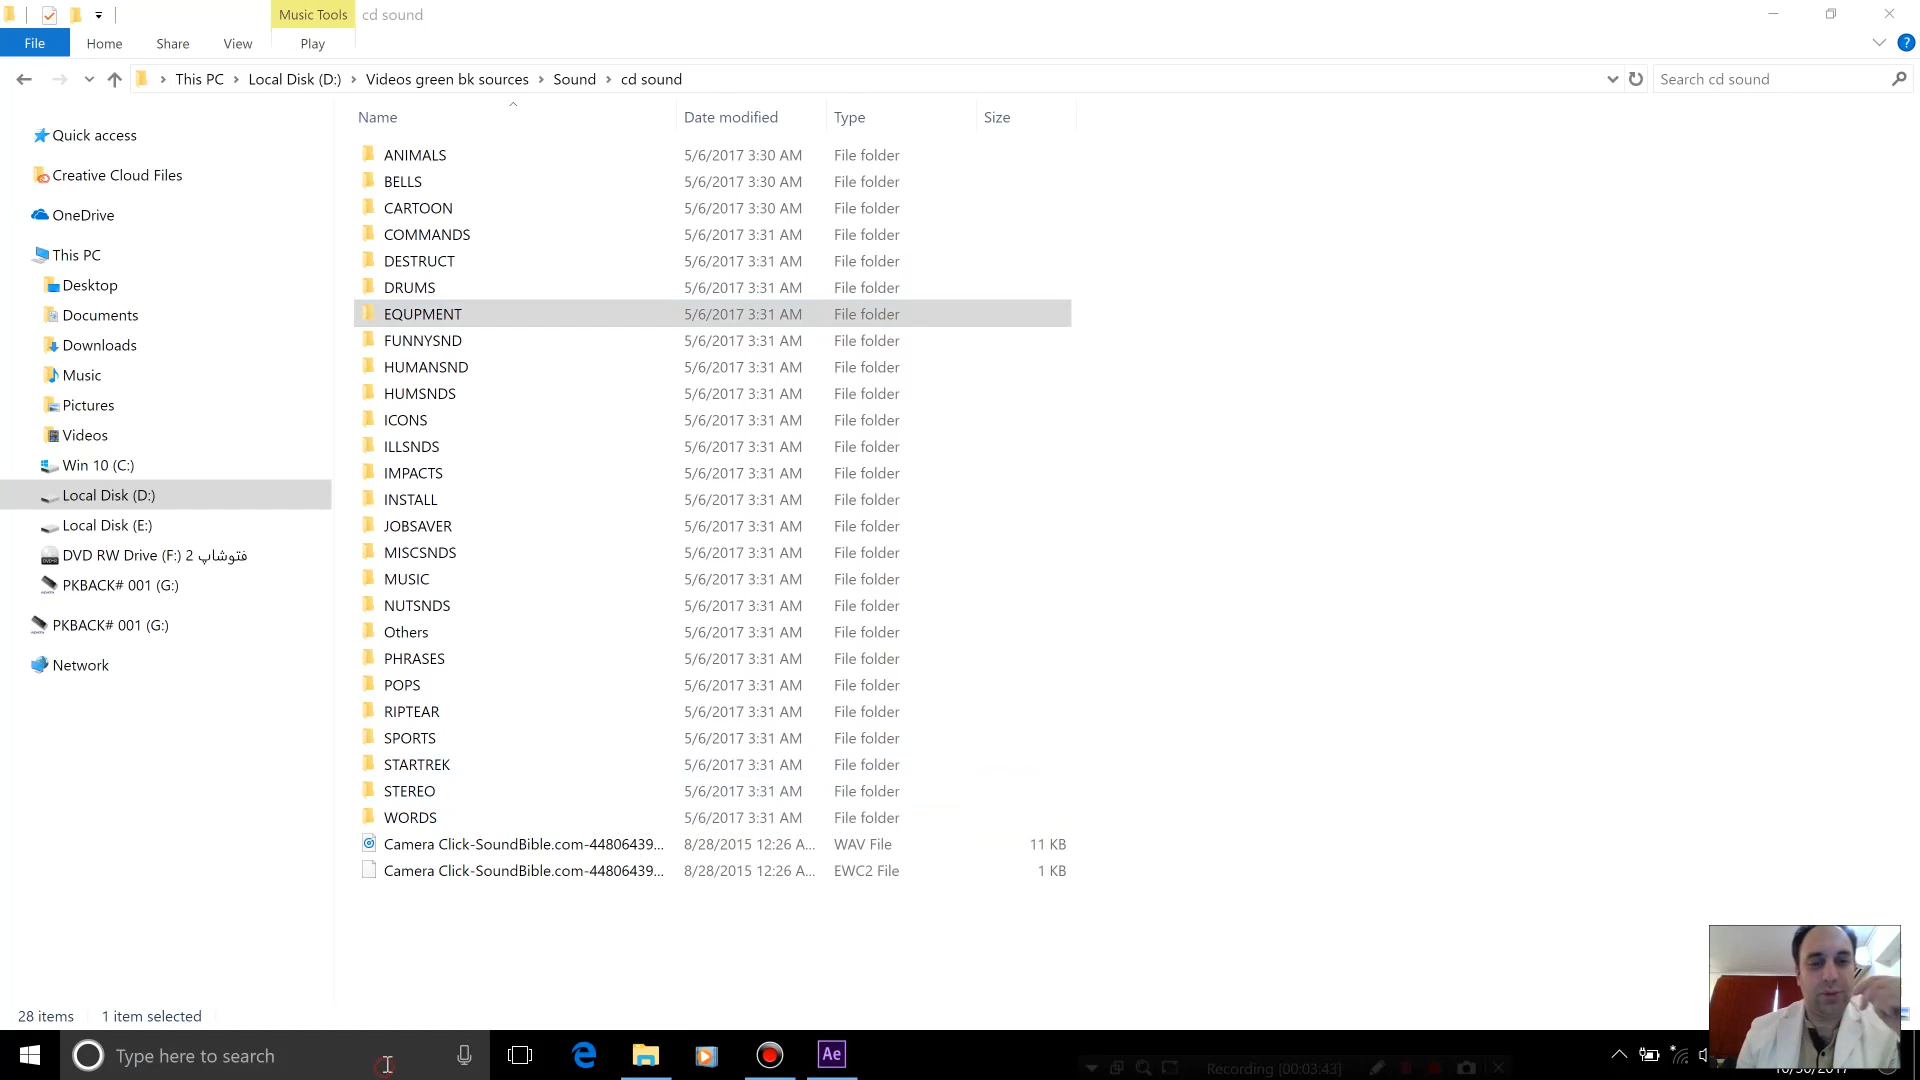 Music Tools cd sound
File Home Share View Play
This PC Local Disk (D:) Videos green bk sources Sound cd sound Search cd sound
Name Date modified Type Size
Quick access
Creative Cloud Files
OneDrive
This PC
Desktop
Documents
Downloads
Music
Pictures
Videos
Win 10 (C:)
Local Disk (D:)
Local Disk (E:)
DVD RW Drive (F:) 2 فتوشاپ
PKBACK# 001 (G:)
PKBACK# 001 (G:)
Network
ANIMALS 5/6/2017 3:30 AM File folder
BELLS 5/6/2017 3:30 AM File folder
CARTOON 5/6/2017 3:30 AM File folder
COMMANDS 5/6/2017 3:31 AM File folder
DESTRUCT 5/6/2017 3:31 AM File folder
DRUMS 5/6/2017 3:31 AM File folder
EQUPMENT 5/6/2017 3:31 AM File folder
FUNNYSND 5/6/2017 3:31 AM File folder
HUMANSND 5/6/2017 3:31 AM File folder
HUMSNDS 5/6/2017 3:31 AM File folder
ICONS 5/6/2017 3:31 AM File folder
ILLSNDS 5/6/2017 3:31 AM File folder
IMPACTS 5/6/2017 3:31 AM File folder
INSTALL 5/6/2017 3:31 AM File folder
JOBSAVER 5/6/2017 3:31 AM File folder
MISCSNDS 5/6/2017 3:31 AM File folder
MUSIC 5/6/2017 3:31 AM File folder
NUTSNDS 5/6/2017 3:31 AM File folder
Others 5/6/2017 3:31 AM File folder
PHRASES 5/6/2017 3:31 AM File folder
POPS 5/6/2017 3:31 AM File folder
RIPTEAR 5/6/2017 3:31 AM File folder
SPORTS 5/6/2017 3:31 AM File folder
STARTREK 5/6/2017 3:31 AM File folder
STEREO 5/6/2017 3:31 AM File folder
WORDS 5/6/2017 3:31 AM File folder
Camera Click-SoundBible.com-44806439... 8/28/2015 12:26 A... WAV File 11 KB
Camera Click-SoundBible.com-44806439... 8/28/2015 12:26 A... EWC2 File 1 KB
28 items 1 item selected
Type here to search Ae Recording [00:03:43]